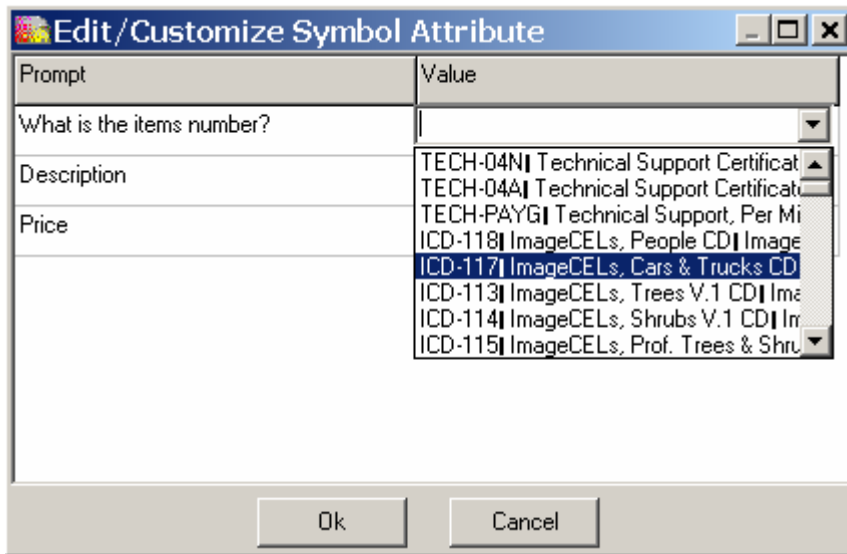 Edit/Customize Symbol Attribute
Prompt Value
What is the items number?
Description
Price
TECH-04N| Technical Support Certificat
TECH-04A| Technical Support Certificat
TECH-PAYG| Technical Support, Per Mi
ICD-118| ImageCELs, People CD| Image
ICD-117| ImageCELs, Cars & Trucks CD
ICD-113| ImageCELs, Trees V.1 CD| Ima
ICD-114| ImageCELs, Shrubs V.1 CD| Im
ICD-115| ImageCELs, Prof. Trees & Shru
Ok Cancel